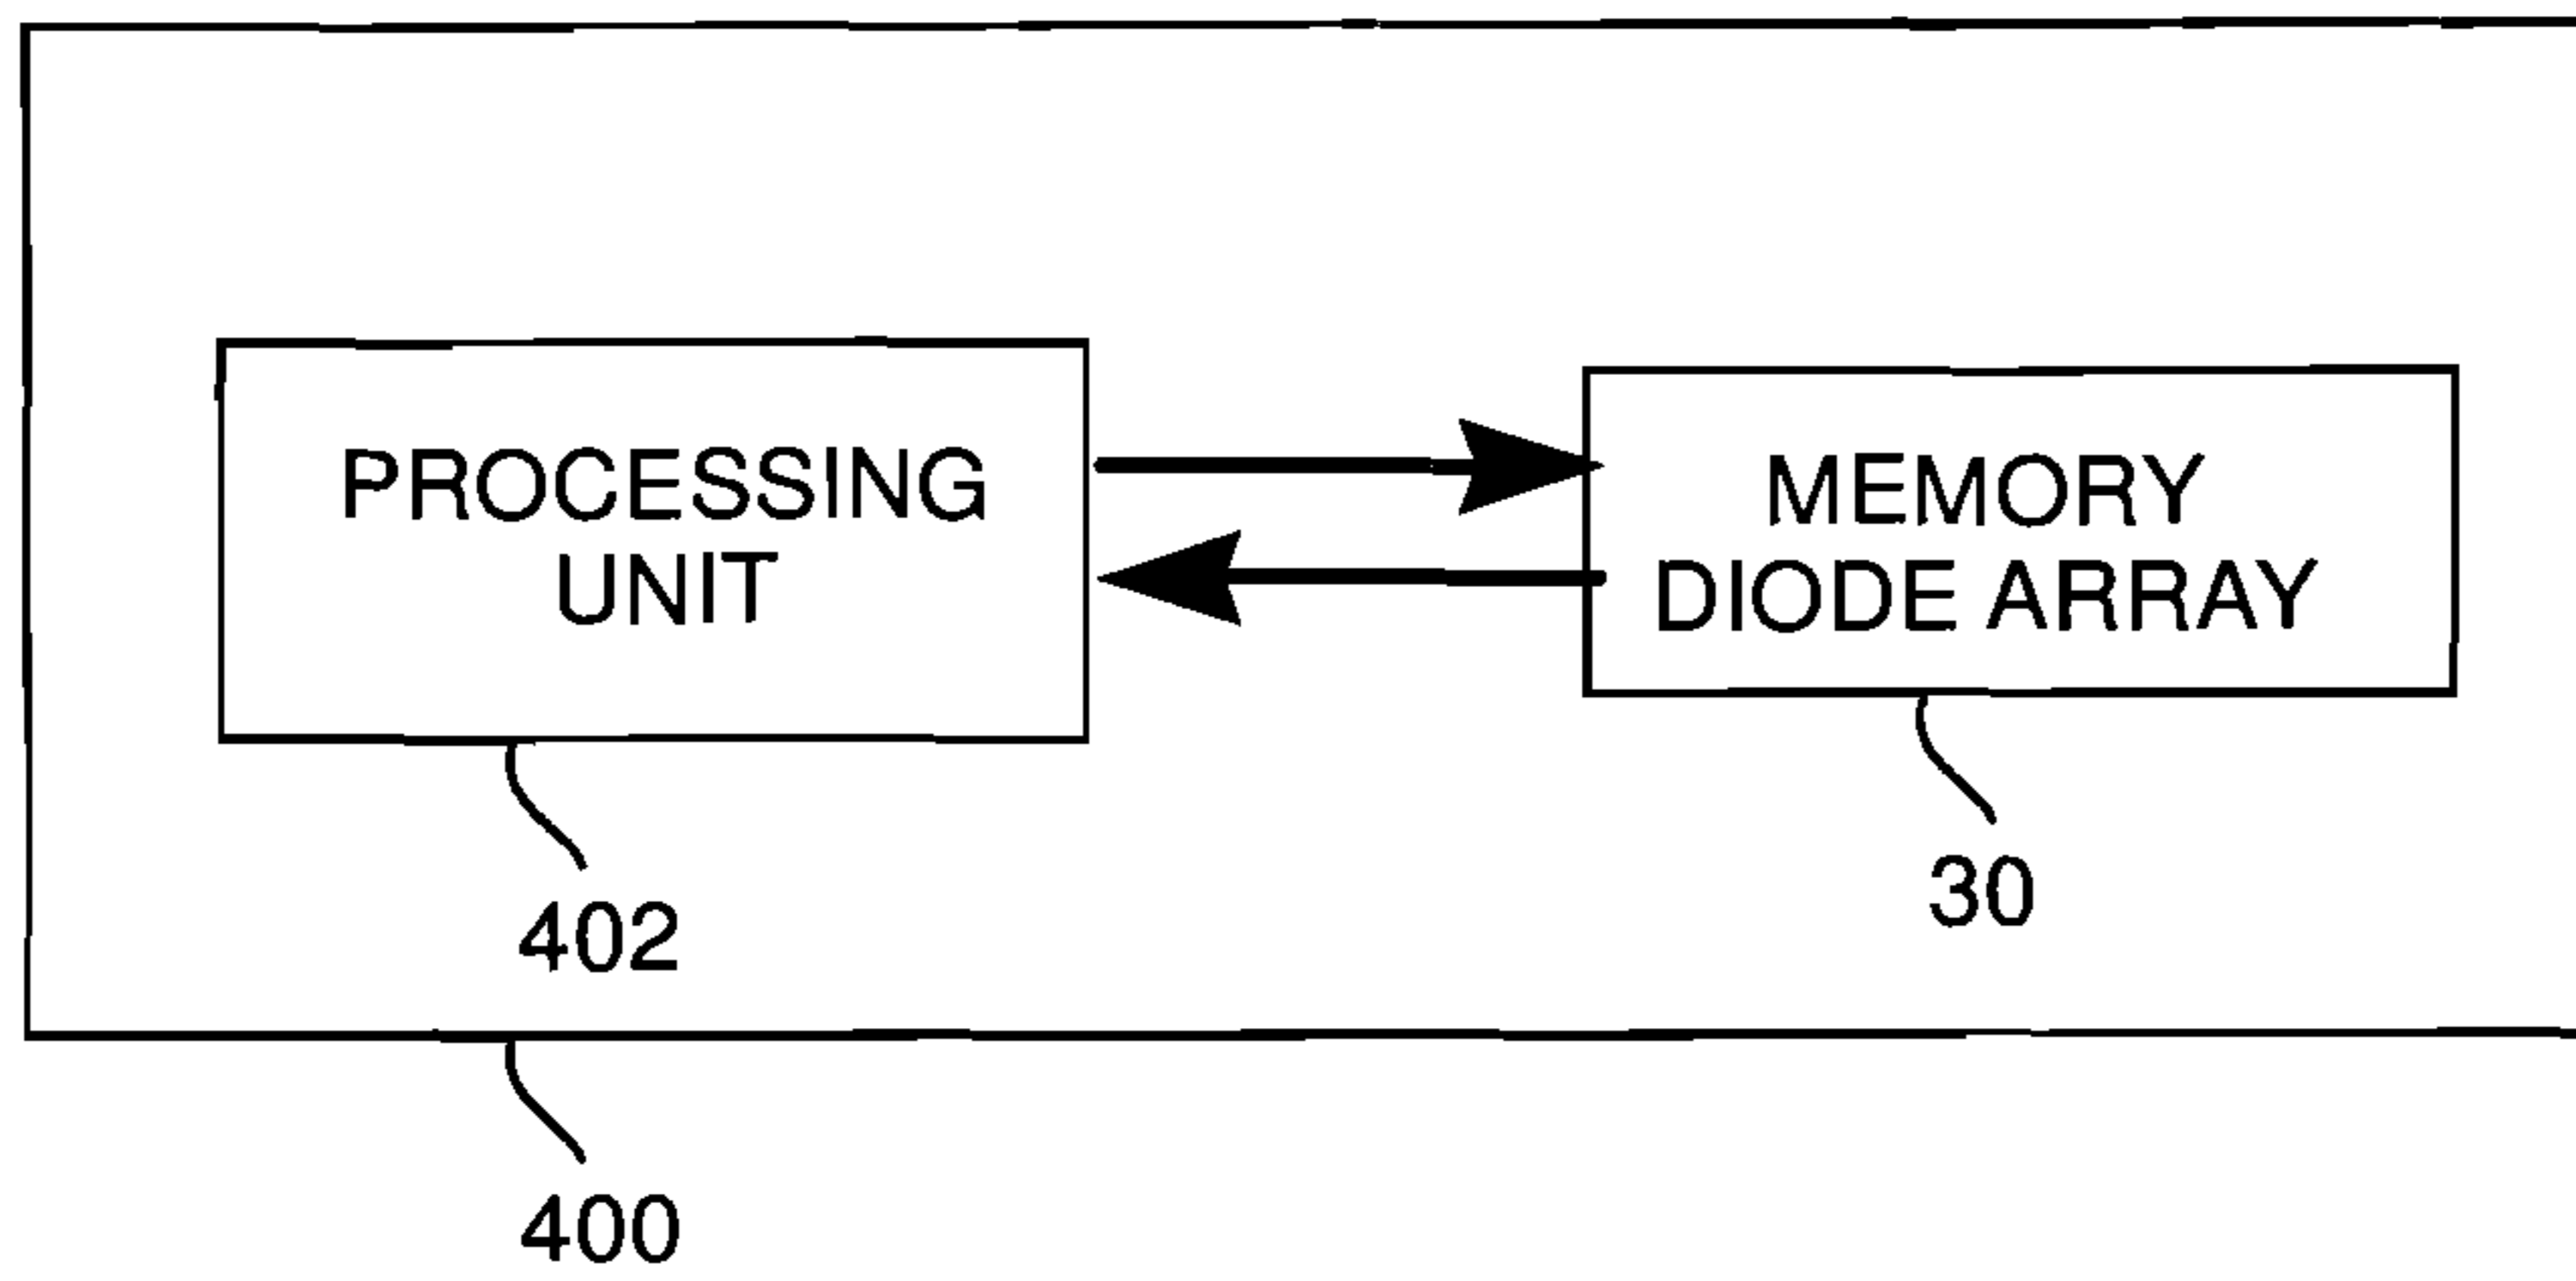 PROCESSING
UNIT
MEMORY
DIODE ARRAY
402
30
400